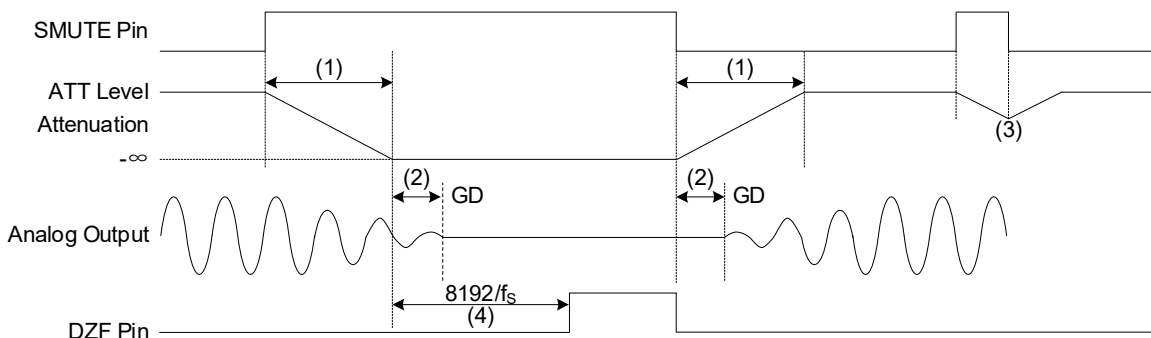 SMUTE Pin
(1)
(1)
ATT Level
Attenuation
(3)
-∞
(2)
GD
(2)
GD
Analog Output
8192/fS
(4)
DZF Pin